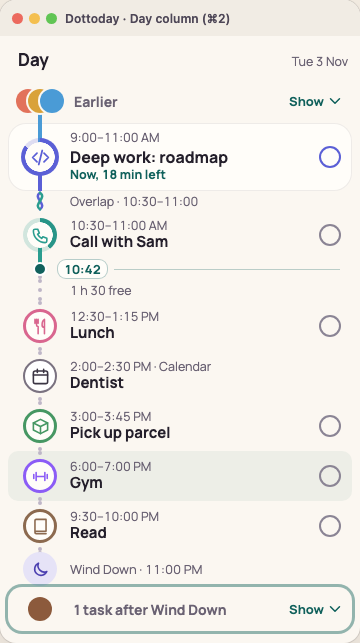 Dottoday · Day column (⌘2)
Day
Tue 3 Nov
Earlier
Show
9:00–11:00 AM
Deep work: roadmap
Now, 18 min left
Overlap · 10:30–11:00
10:30–11:00 AM
Call with Sam
10:42
1 h 30 free
12:30–1:15 PM
Lunch
2:00–2:30 PM · Calendar
Dentist
3:00–3:45 PM
Pick up parcel
6:00–7:00 PM
Gym
9:30–10:00 PM
Read
Wind Down · 11:00 PM
1 task after Wind Down
Show